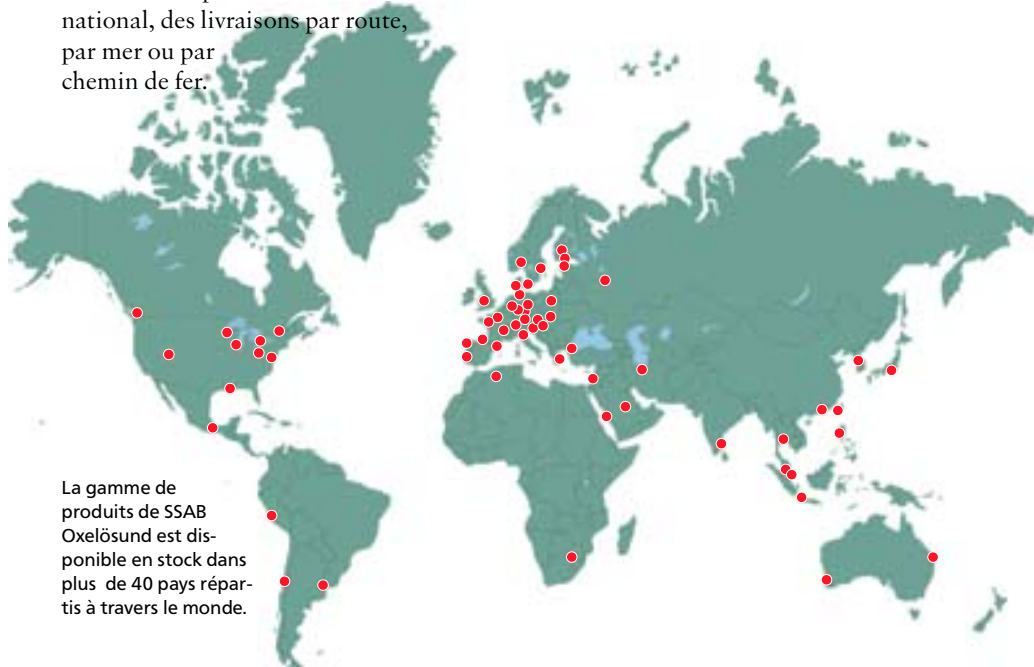 national, des livraisons par route,
par mer ou par
chemin de fer.
La gamme de
produits de SSAB
Oxelösund est dis-
ponible en stock dans
plus de 40 pays répar-
tis à travers le monde.